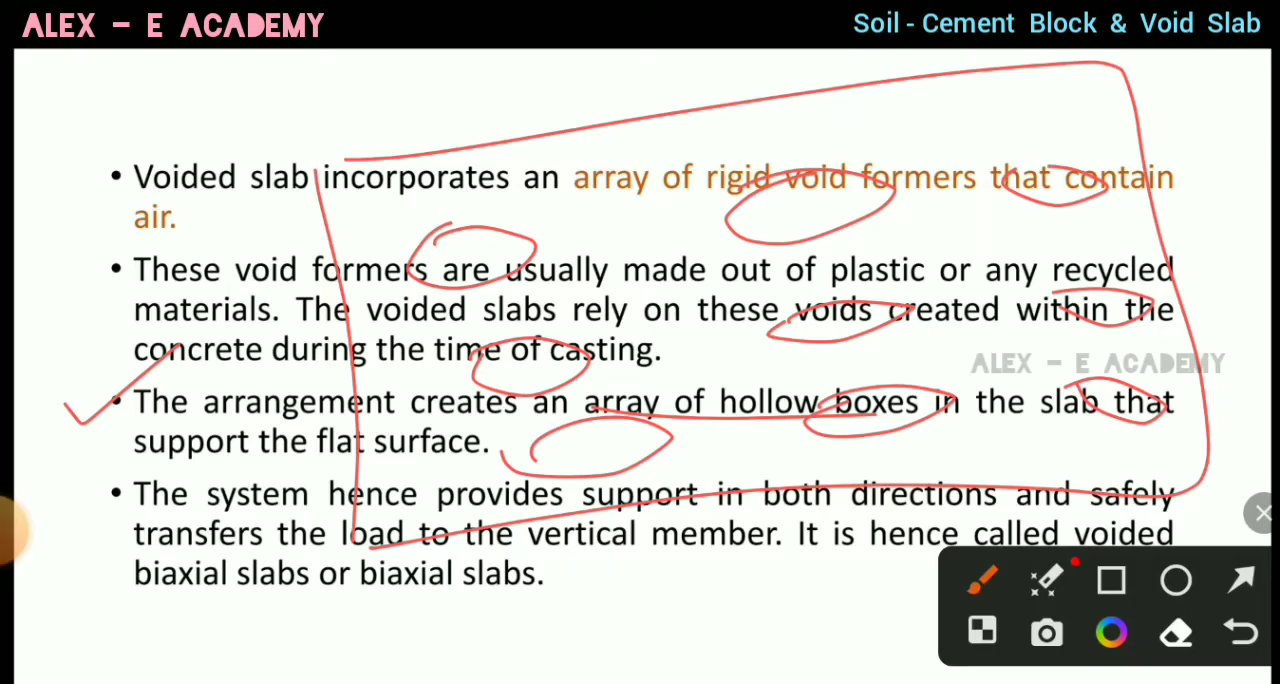 ALEX - E ACADEMY
Soil - Cement Block & Void Slab
• Voided slab incorporates an array of rigid void formers that contain
air.
• These void formers are usually made out of plastic or any recycled
materials. The voided slabs rely on these voids created within the
concrete during the time of casting.
ALEX - E ACADEMY
• The arrangement creates an array of hollow boxes in the slab that
support the flat surface.
• The system hence provides support in both directions and safely
transfers the load to the vertical member. It is hence called voided
biaxial slabs or biaxial slabs.